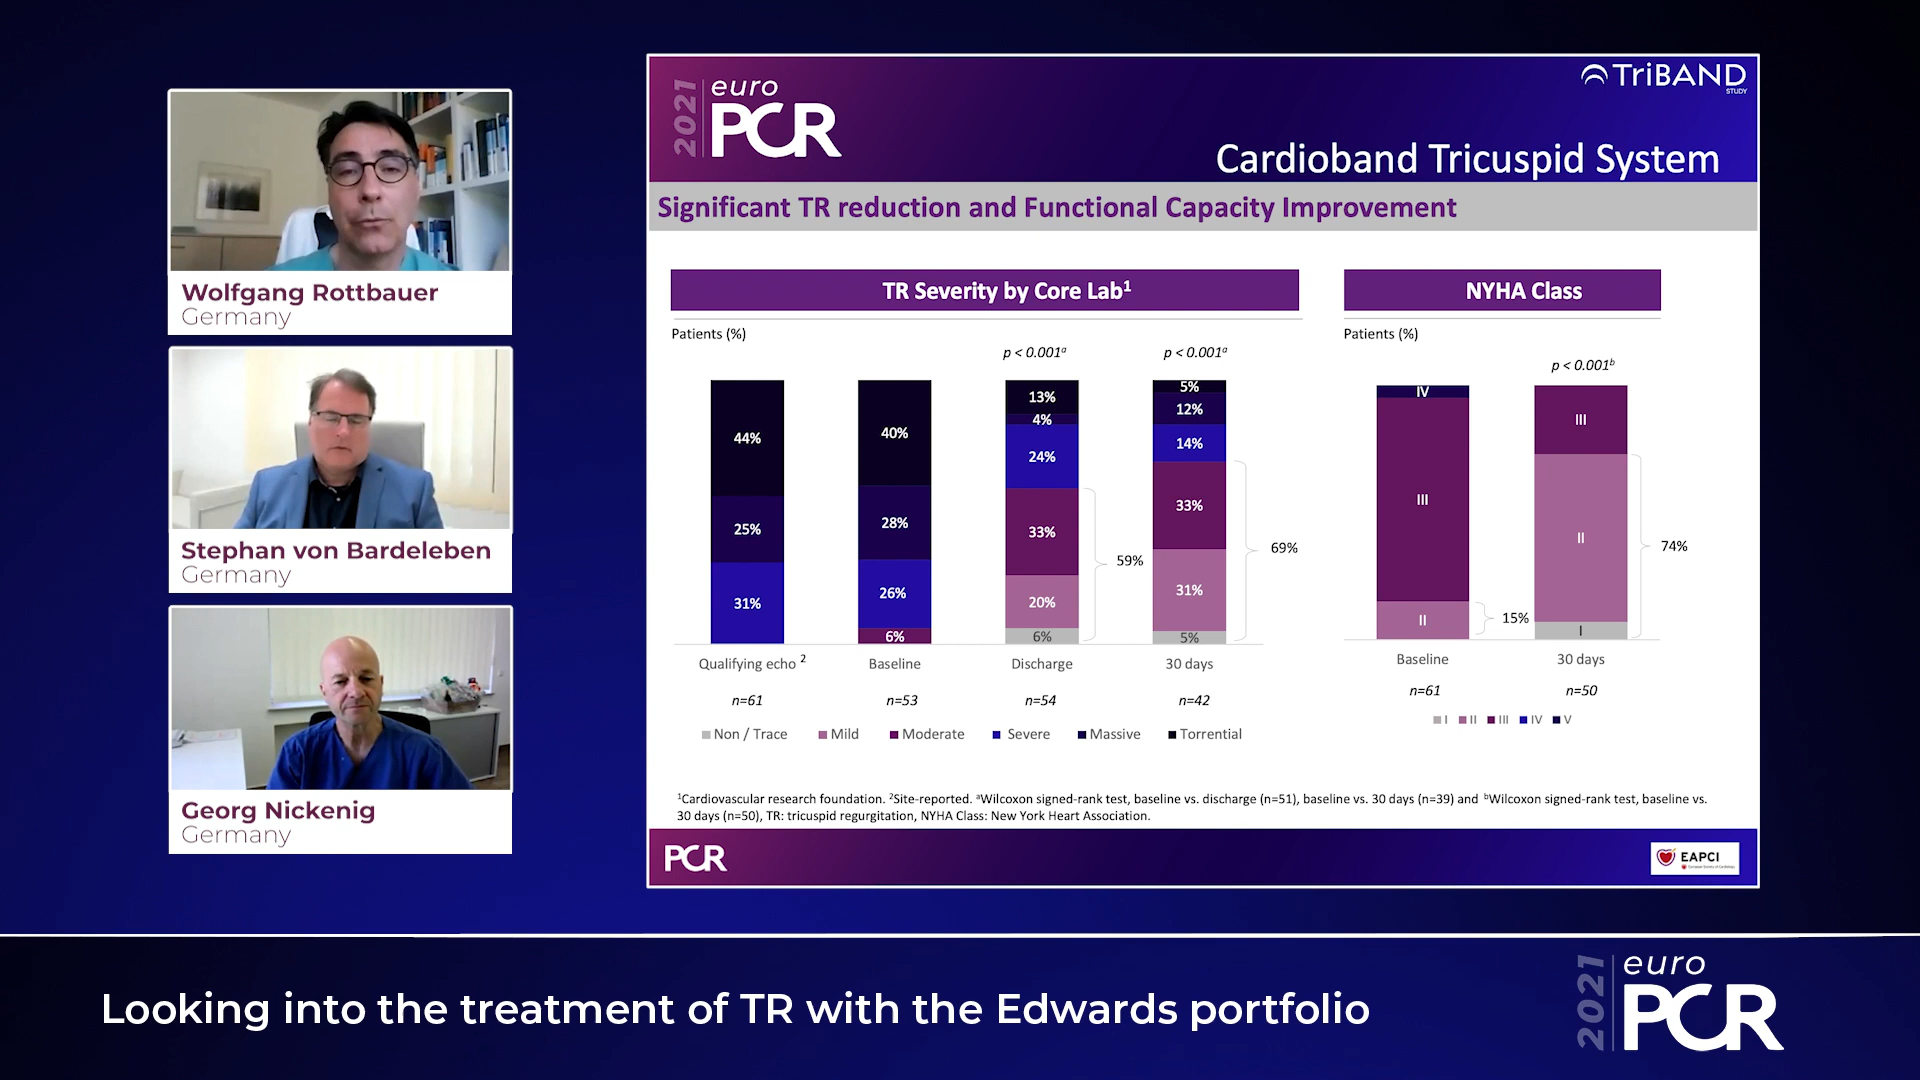 Wolfgang Rottbauer
Germany
Stephan von Bardeleben
Germany
Georg Nickenig
Germany
2021 euro PCR
TriBAND
STUDY
Cardioband Tricuspid System
Significant TR reduction and Functional Capacity Improvement
TR Severity by Core Lab¹
Patients (%)
p < 0.001ᵃ
p < 0.001ᵃ
44%
25%
31%
40%
28%
26%
6%
13%
4%
24%
33%
20%
6%
59%
5%
12%
14%
33%
31%
5%
69%
Qualifying echo ² Baseline Discharge 30 days
n=61 n=53 n=54 n=42
Non / Trace Mild Moderate Severe Massive Torrential
NYHA Class
Patients (%)
p < 0.001ᵇ
IV
III
II
15%
III
II
I
74%
Baseline 30 days
n=61 n=50
I II III IV V
¹Cardiovascular research foundation. ²Site-reported. ᵃWilcoxon signed-rank test, baseline vs. discharge (n=51), baseline vs. 30 days (n=39) and ᵇWilcoxon signed-rank test, baseline vs.
30 days (n=50), TR: tricuspid regurgitation, NYHA Class: New York Heart Association.
PCR
EAPCI
Looking into the treatment of TR with the Edwards portfolio
2021 euro PCR